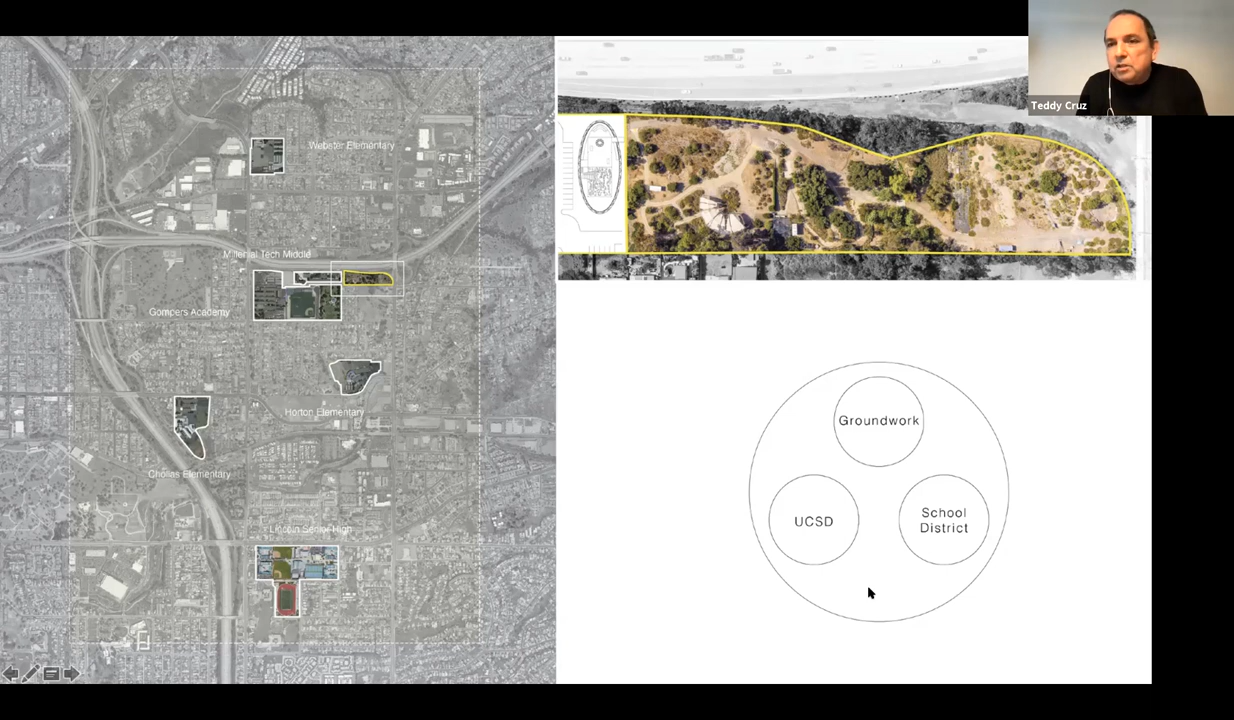 Teddy Cruz
Webster Elementary
Millenial Tech Middle
Gompers Academy
Horton Elementary
Chollas Elementary
Lincoln Senior High
Groundwork
UCSD
School
District